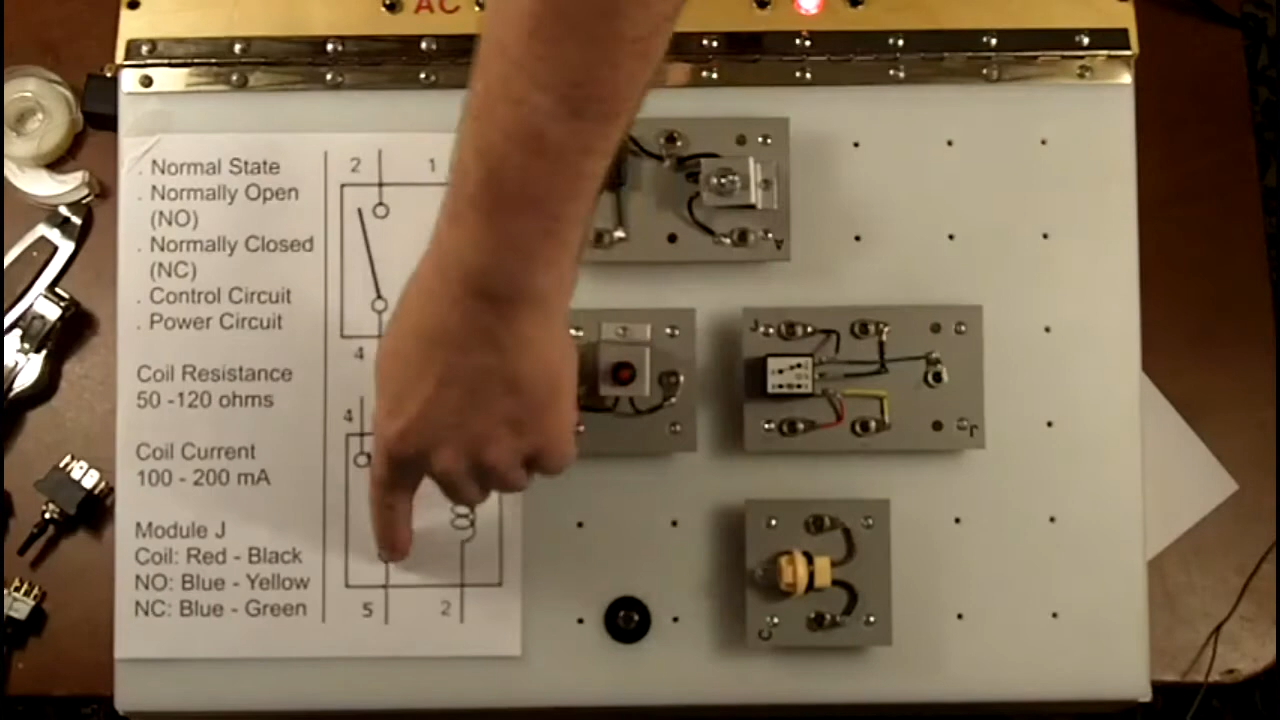 AC
. Normal State
. Normally Open
(NO)
. Normally Closed
(NC)
. Control Circuit
. Power Circuit
Coil Resistance
50 -120 ohms
Coil Current
100 - 200 mA
Module J
Coil: Red - Black
NO: Blue - Yellow
NC: Blue - Green
2 1
4
4
5 2
A
J
J
C